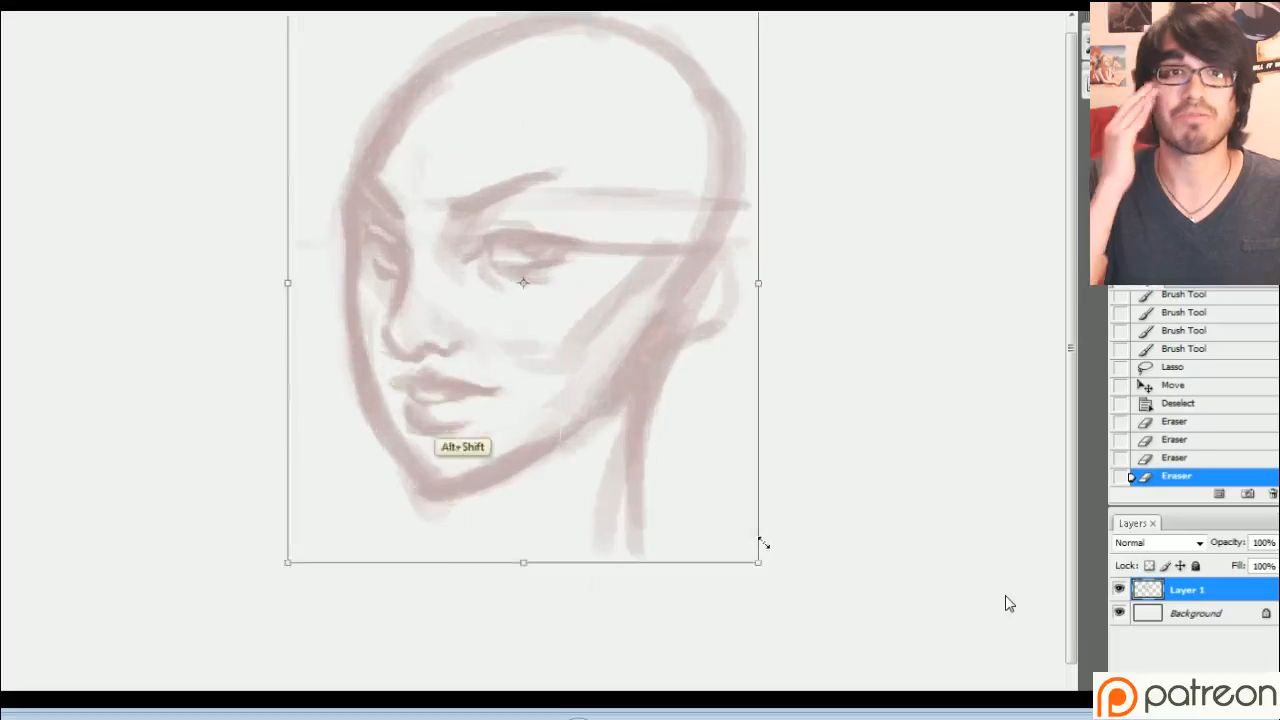 Brush Tool
Brush Tool
Brush Tool
Brush Tool
Lasso
Move
Deselect
Eraser
Eraser
Eraser
Eraser
Alt+Shift
Layers ×
Normal Opacity: 100%
Lock: Fill: 100%
Layer 1
Background
patreon